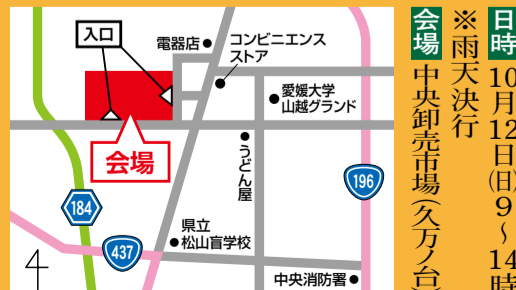 日時 10月12日(日)9～14時
※雨天決行
会場 中央卸売市場(久万ノ台)
入口
電器店
コンビニエンス
ストア
愛媛大学
山越グランド
うどん屋
会場
196
184
県立
松山盲学校
437
中央消防署
4